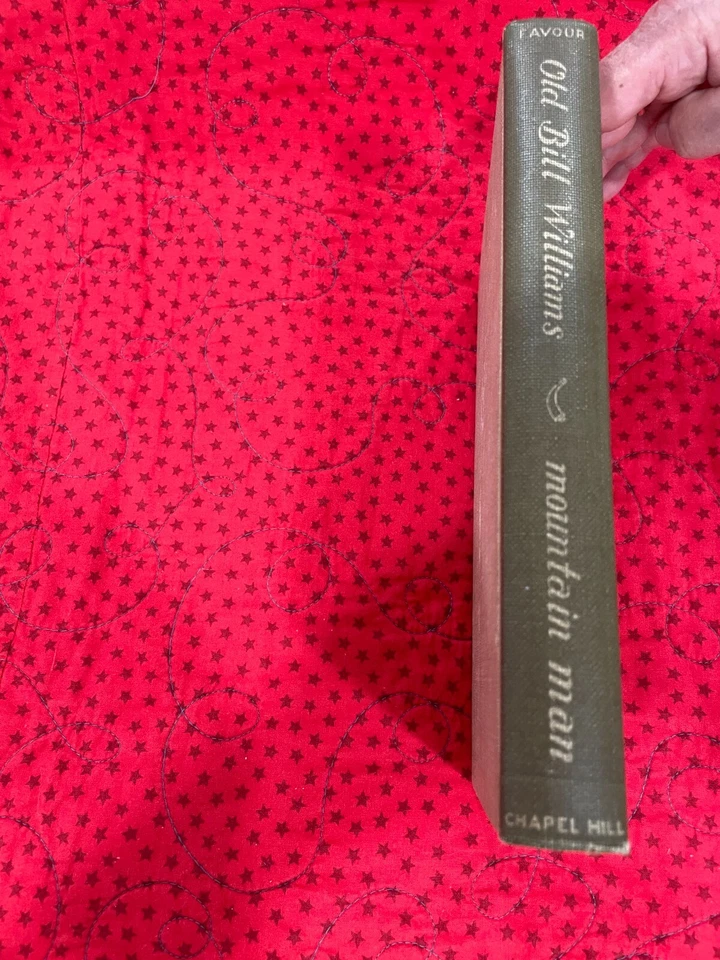 FAVOUR
Old Bill Williams
mountain man
CHAPEL HILL